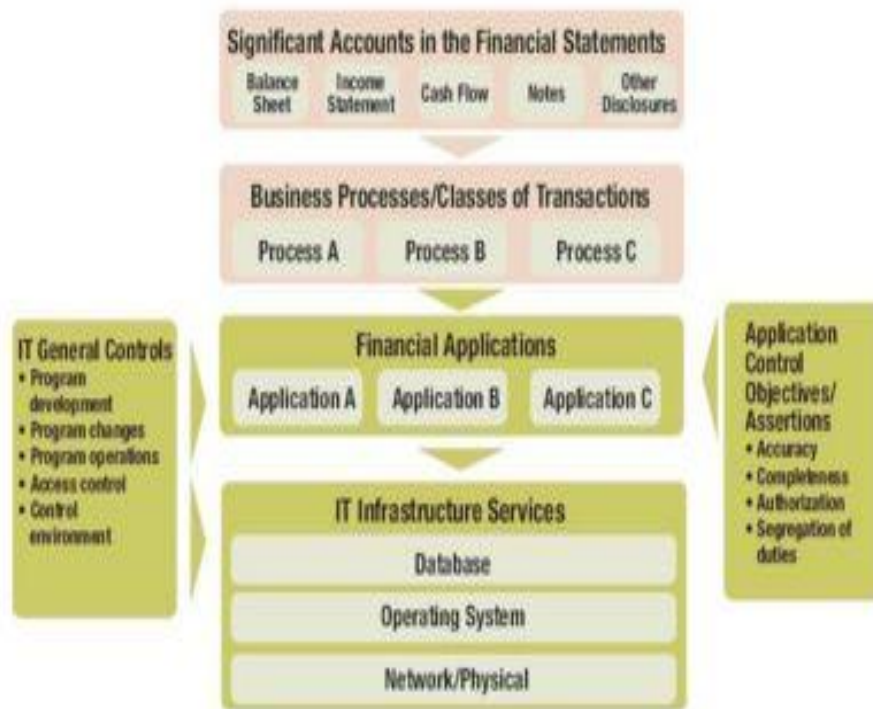 Significant Accounts in the Financial Statements
Balance
Sheet
Income
Statement
Cash Flow
Notes
Other
Disclosures
Business Processes/Classes of Transactions
Process A
Process B
Process C
IT General Controls
• Program
development
• Program changes
• Program operations
• Access control
• Control
environment
Financial Applications
Application A
Application B
Application C
Application
Control
Objectives/
Assertions
• Accuracy
• Completeness
• Authorization
• Segregation of
duties
IT Infrastructure Services
Database
Operating System
Network/Physical